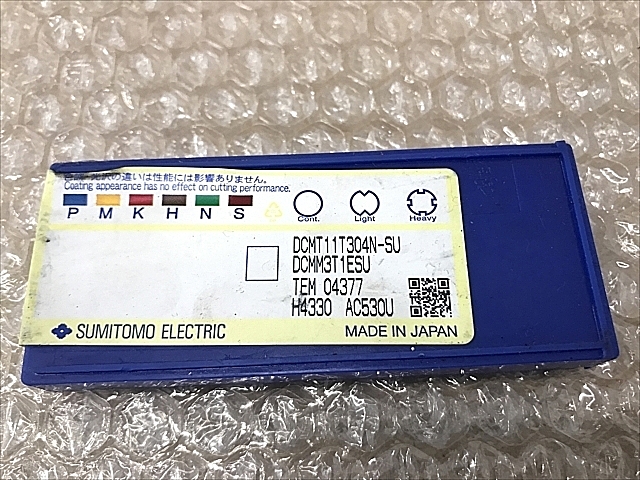 の違いは性能には影響ありません。
Coating appearance has no effect on cutting performance.
P M K H N S
Cont. Light Heavy
DCMT11T304N-SU
DCMM3T1ESU
TEM 04377
H4330 AC530U
SUMITOMO ELECTRIC
MADE IN JAPAN